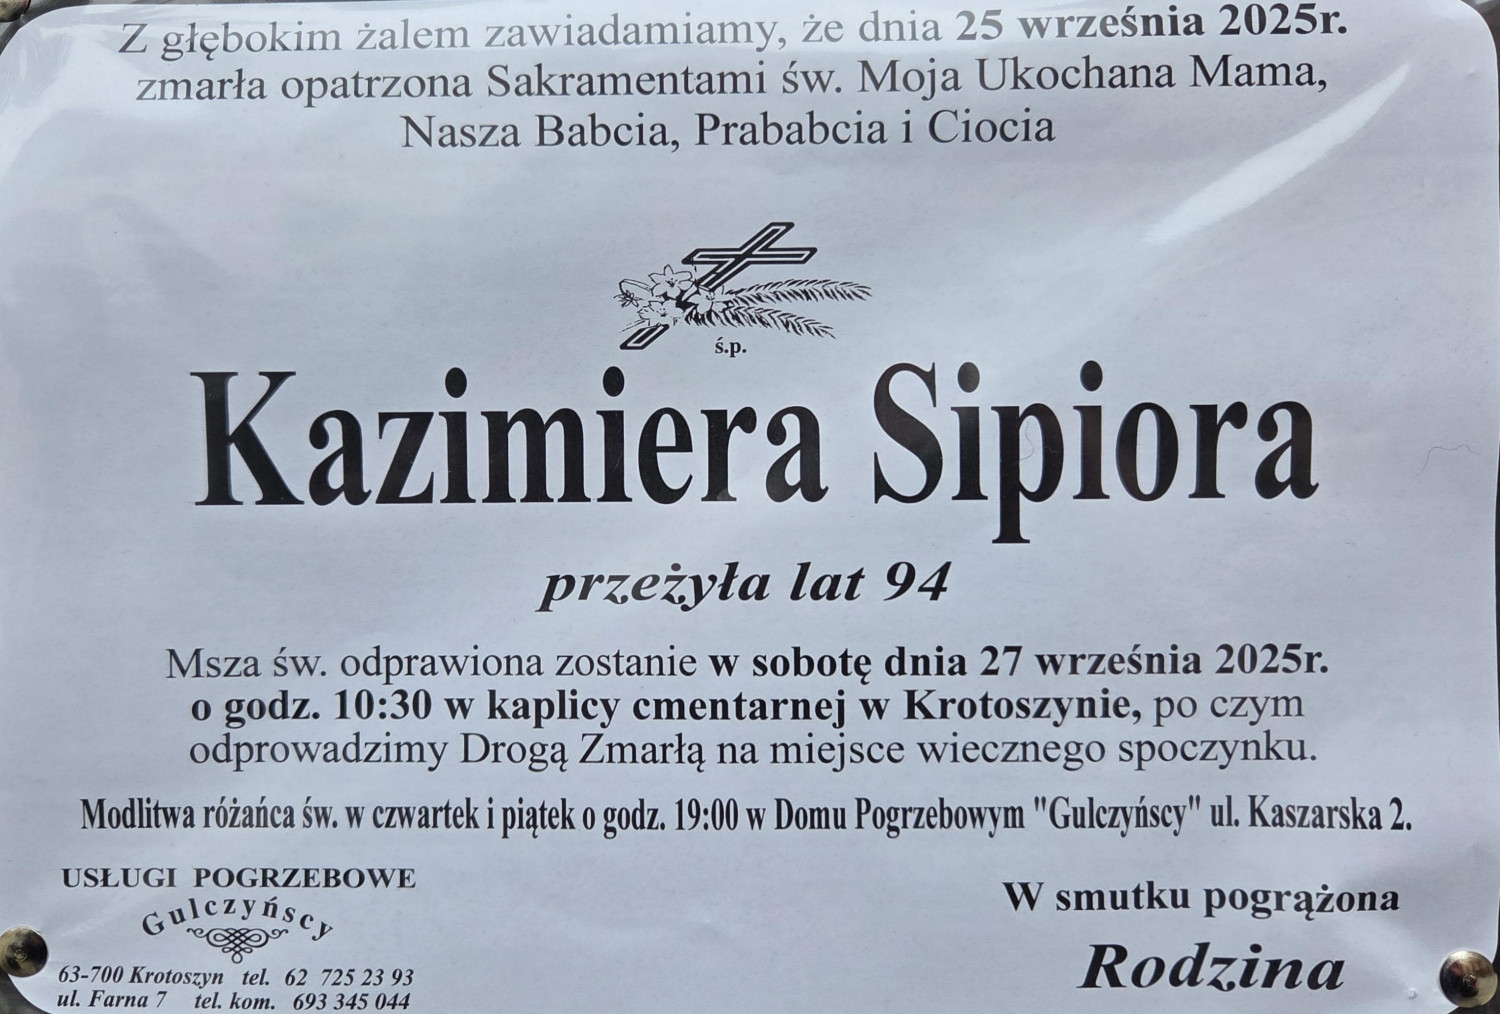 Z głębokim żalem zawiadamiamy, że dnia 25 września 2025r.
zmarła opatrzona Sakramentami św. Moja Ukochana Mama,
Nasza Babcia, Prababcia i Ciocia
ś.p.
Kazimiera Sipiora
przeżyła lat 94
Msza św. odprawiona zostanie w sobotę dnia 27 września 2025r.
o godz. 10:30 w kaplicy cmentarnej w Krotoszynie, po czym
odprowadzimy Drogą Zmarłą na miejsce wiecznego spoczynku.
Modlitwa różańca św. w czwartek i piątek o godz. 19:00 w Domu Pogrzebowym "Gulczyńscy" ul. Kaszarska 2.
USŁUGI POGRZEBOWE
Gulczyńscy
63-700 Krotoszyn tel. 62 725 23 93
ul. Farna 7 tel. kom. 693 345 044
W smutku pogrążona
Rodzina